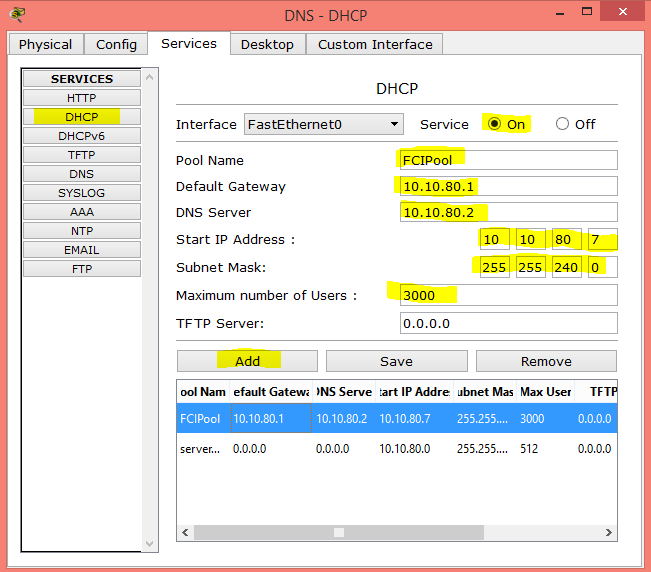 DNS - DHCP
Physical Config Services Desktop Custom Interface
SERVICES
HTTP
DHCP
DHCPv6
TFTP
DNS
SYSLOG
AAA
NTP
EMAIL
FTP
DHCP
Interface FastEthernet0 Service On Off
Pool Name FCIPool
Default Gateway 10.10.80.1
DNS Server 10.10.80.2
Start IP Address : 10 10 80 7
Subnet Mask: 255 255 240 0
Maximum number of Users : 3000
TFTP Server: 0.0.0.0
Add Save Remove
ool Nam efault Gatewa DNS Serve tart IP Addre ubnet Mas Max User TFTP
FCIPool 10.10.80.1 10.10.80.2 10.10.80.7 255.255.... 3000 0.0.0.0
server... 0.0.0.0 0.0.0.0 10.10.80.0 255.255.... 512 0.0.0.0